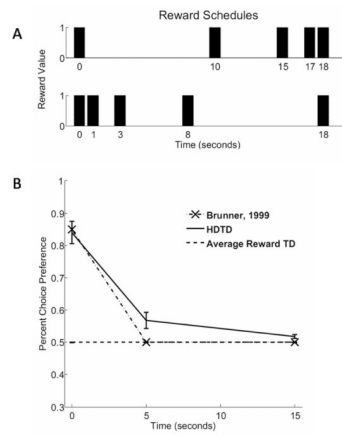 Reward Schedules
A
Reward Value
1
0
0 10 15 17 18
1
0
0 1 3 8 18
Time (seconds)
B
Percent Choice Preference
1
0.9
0.8
0.7
0.6
0.5
0.4
0.3
Brunner, 1999
HDTD
Average Reward TD
0 5 10 15
Time (seconds)